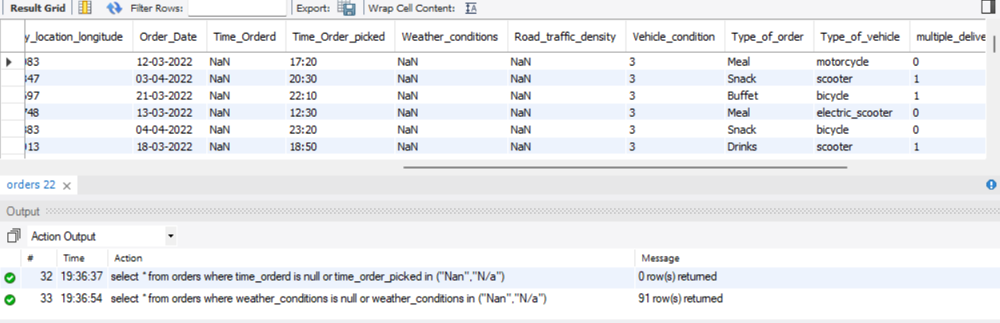 Result Grid Filter Rows: Export: Wrap Cell Content: IA
y_location_longitude Order_Date Time_Orderd Time_Order_picked Weather_conditions Road_traffic_density Vehicle_condition Type_of_order Type_of_vehicle multiple_delive
83 12-03-2022 NaN 17:20 NaN NaN 3 Meal motorcycle 0
47 03-04-2022 NaN 20:30 NaN NaN 3 Snack scooter 1
97 21-03-2022 NaN 22:10 NaN NaN 3 Buffet bicycle 1
748 13-03-2022 NaN 12:30 NaN NaN 3 Meal electric_scooter 0
83 04-04-2022 NaN 23:20 NaN NaN 3 Snack bicycle 0
13 18-03-2022 NaN 18:50 NaN NaN 3 Drinks scooter 1
orders 22
Output
Action Output
# Time Action Message
32 19:36:37 select * from orders where time_orderd is null or time_order_picked in ("Nan","N/a") 0 row(s) returned
33 19:36:54 select * from orders where weather_conditions is null or weather_conditions in ("Nan","N/a") 91 row(s) returned